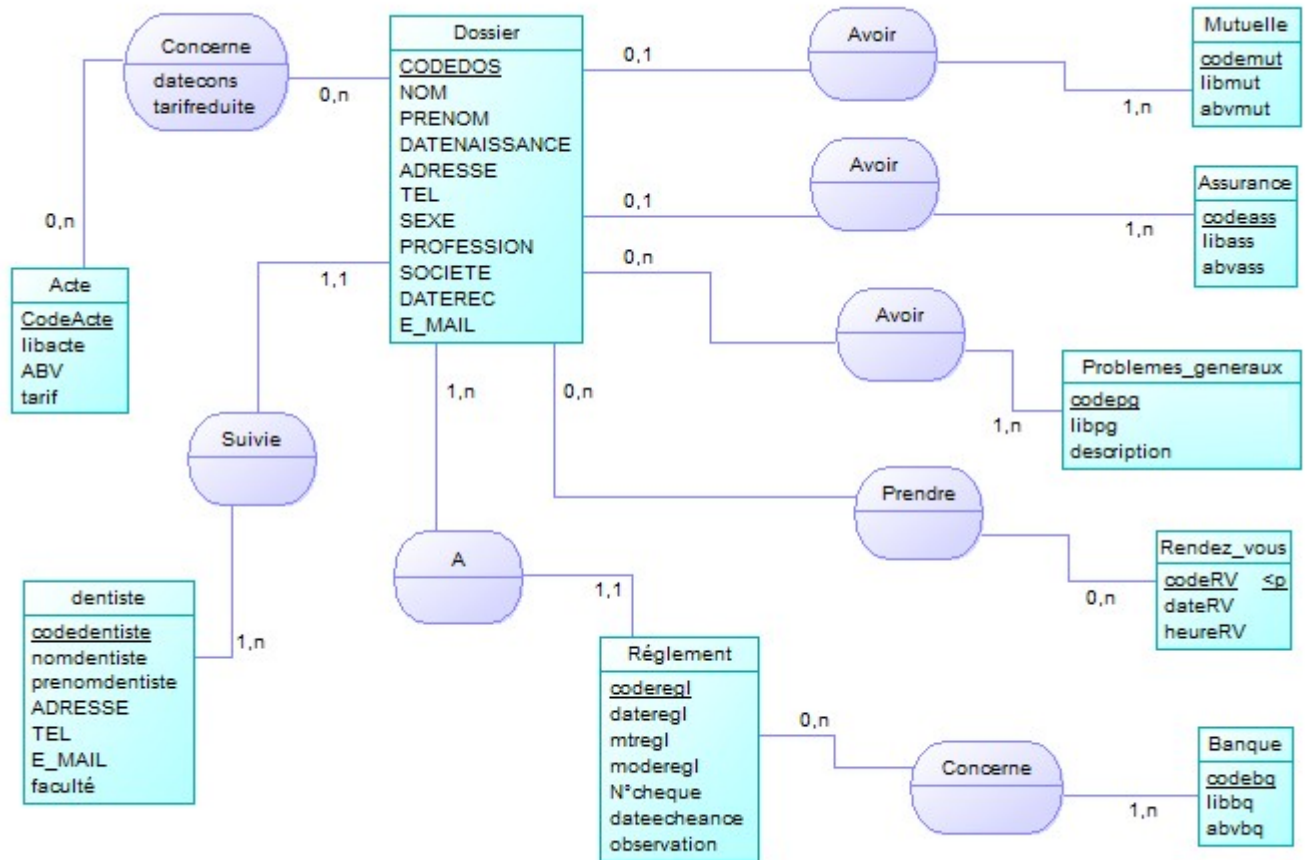 Concerne
datecons
tarifreduite
0,n
0,n
Dossier
CODEDOS
NOM
PRENOM
DATENAISSANCE
ADRESSE
TEL
SEXE
PROFESSION
SOCIETE
DATEREC
E_MAIL
0,1
Avoir
1,n
Mutuelle
codemut
libmut
abvmut
0,1
Avoir
1,n
Assurance
codeass
libass
abvass
0,n
Avoir
1,n
Problemes_generaux
codepg
libpg
description
Acte
CodeActe
libacte
ABV
tarif
1,1
Suivie
1,n
dentiste
codedentiste
nomdentiste
prenomdentiste
ADRESSE
TEL
E_MAIL
faculté
1,n
A
1,1
0,n
Prendre
0,n
Rendez_vous
codeRV <p
dateRV
heureRV
Réglement
coderegl
dateregl
mtregl
moderegl
N°cheque
dateecheance
observation
0,n
Concerne
1,n
Banque
codebq
libbq
abvbq